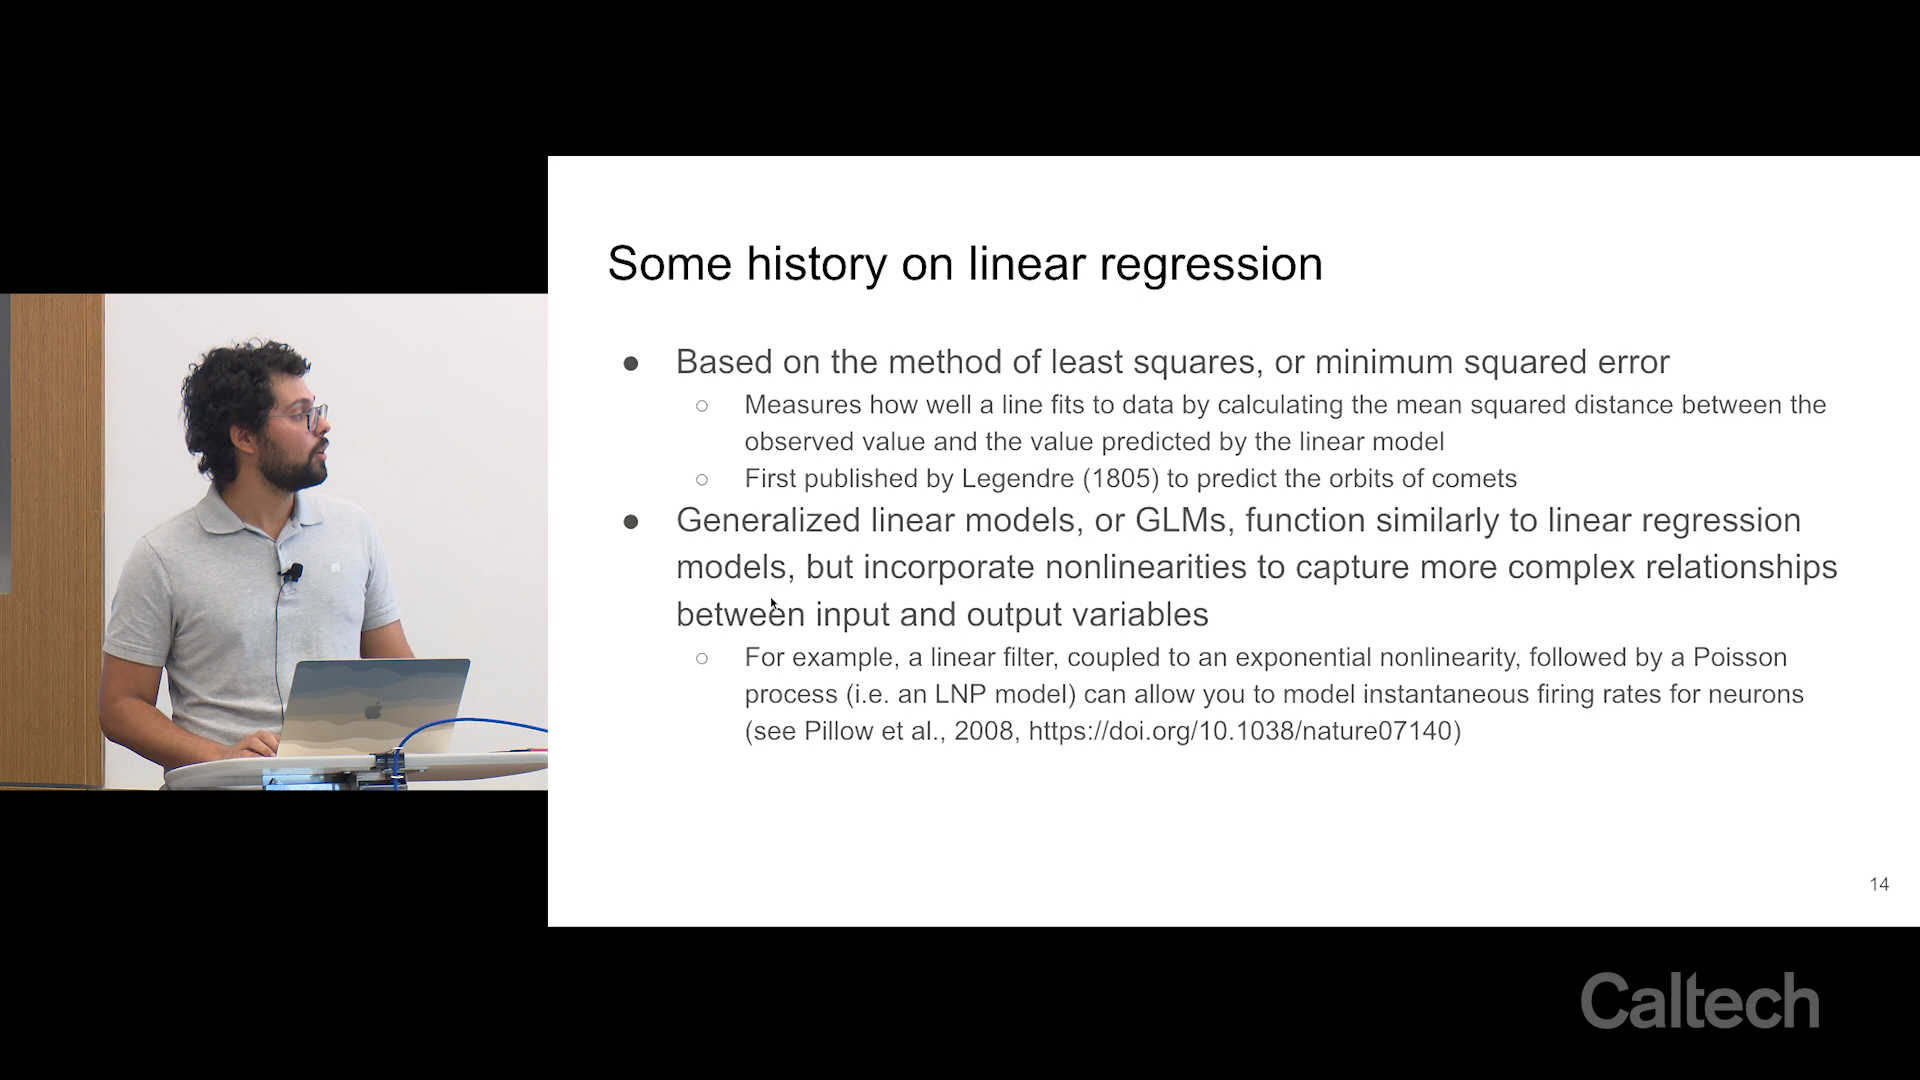 Some history on linear regression
● Based on the method of least squares, or minimum squared error
○ Measures how well a line fits to data by calculating the mean squared distance between the
observed value and the value predicted by the linear model
○ First published by Legendre (1805) to predict the orbits of comets
● Generalized linear models, or GLMs, function similarly to linear regression
models, but incorporate nonlinearities to capture more complex relationships
between input and output variables
○ For example, a linear filter, coupled to an exponential nonlinearity, followed by a Poisson
process (i.e. an LNP model) can allow you to model instantaneous firing rates for neurons
(see Pillow et al., 2008, https://doi.org/10.1038/nature07140)
14
Caltech